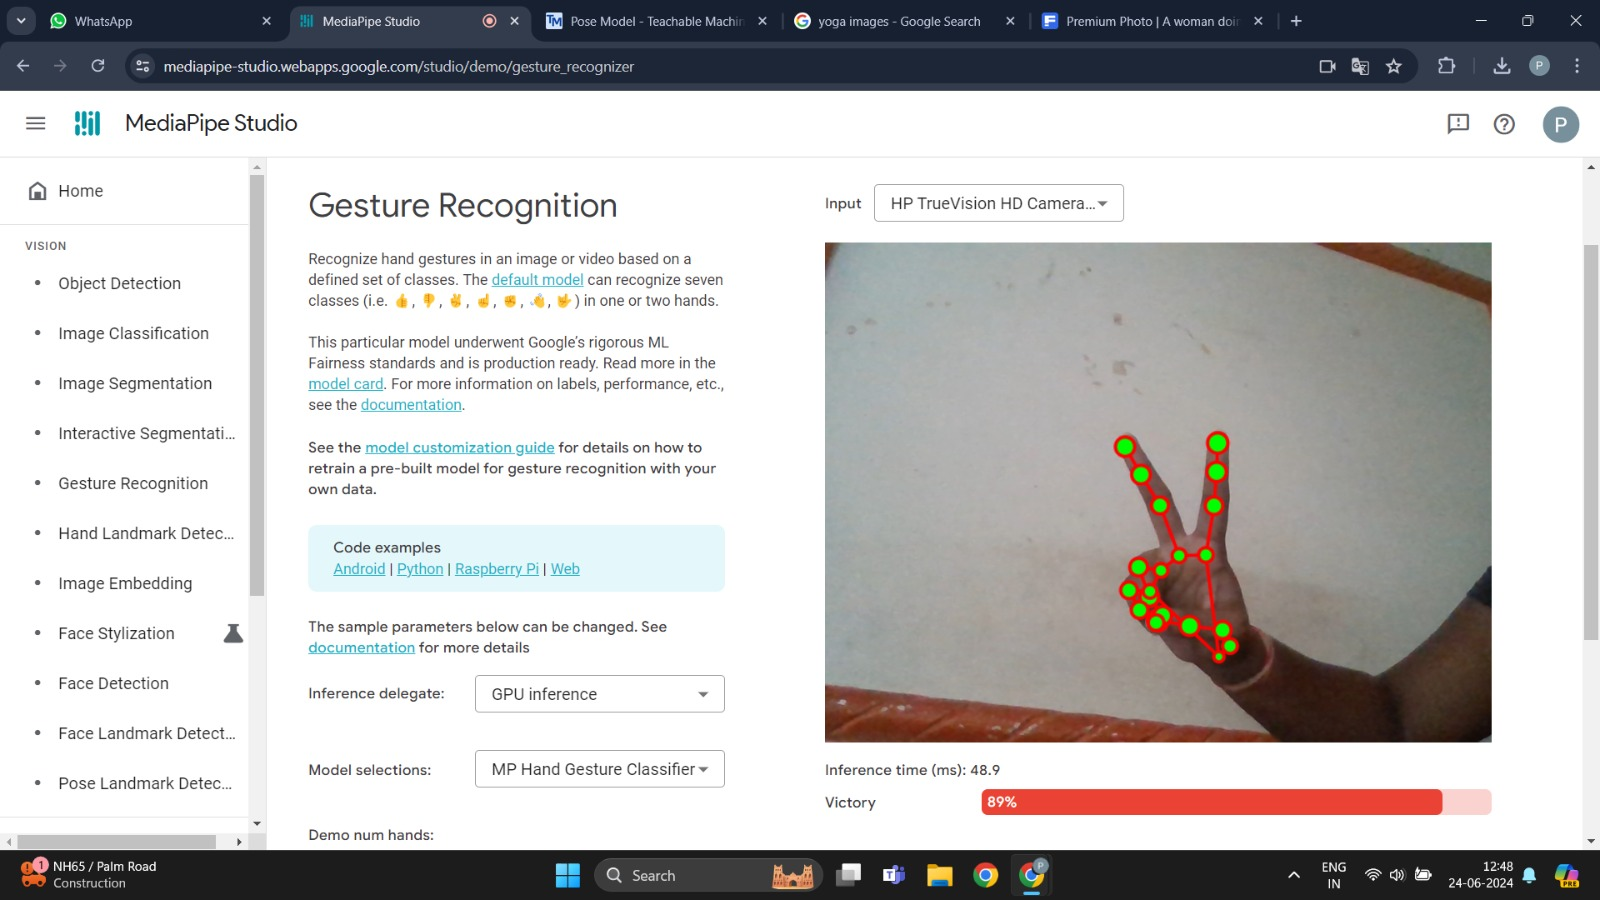 WhatsApp
MediaPipe Studio
Pose Model - Teachable Machin
yoga images - Google Search
Premium Photo | A woman doin
mediapipe-studio.webapps.google.com/studio/demo/gesture_recognizer
P
MediaPipe Studio
P
Home
VISION
Object Detection
Image Classification
Image Segmentation
Interactive Segmentati...
Gesture Recognition
Hand Landmark Detec...
Image Embedding
Face Stylization
Face Detection
Face Landmark Detect...
Pose Landmark Detec...
Gesture Recognition
Recognize hand gestures in an image or video based on a
defined set of classes. The default model can recognize seven
classes (i.e. 👍, 👎, ✌️, ☝️, ✊, 👋, 🤟) in one or two hands.
This particular model underwent Google's rigorous ML
Fairness standards and is production ready. Read more in the
model card. For more information on labels, performance, etc.,
see the documentation.
See the model customization guide for details on how to
retrain a pre-built model for gesture recognition with your
own data.
Code examples
Android | Python | Raspberry Pi | Web
The sample parameters below can be changed. See
documentation for more details
Inference delegate: GPU inference
Model selections: MP Hand Gesture Classifier
Demo num hands:
Input HP TrueVision HD Camera...
Inference time (ms): 48.9
Victory 89%
1
NH65 / Palm Road
Construction
Search
P
ENG
IN
12:48
24-06-2024
PRE